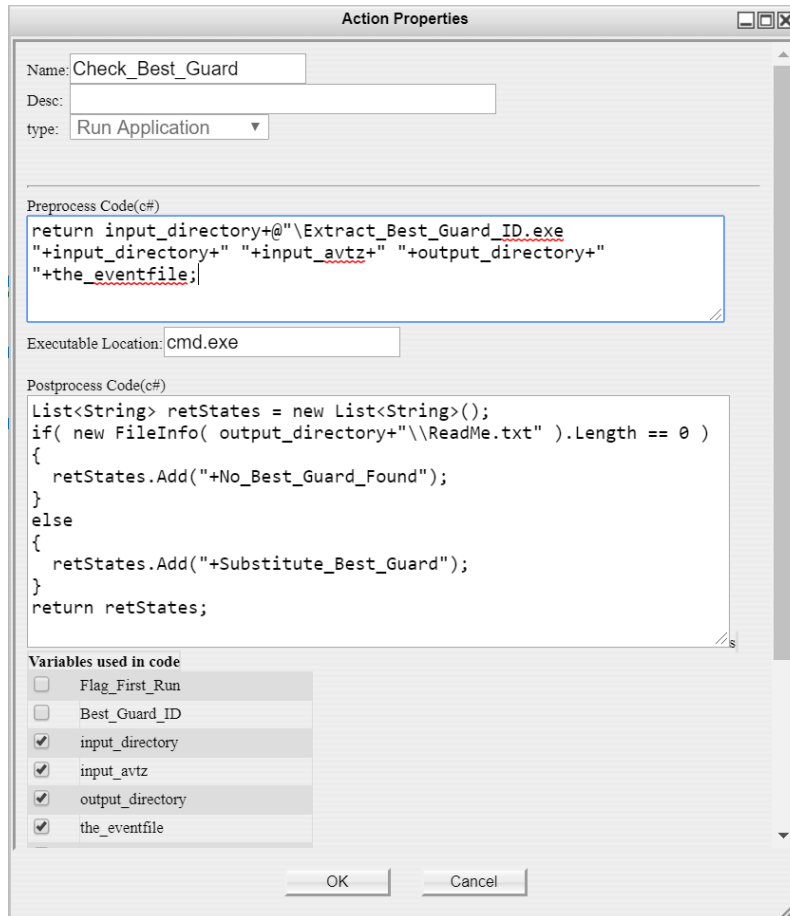 Action Properties
Name: Check_Best_Guard
Desc:
type: Run Application
Preprocess Code(c#)
return input_directory+@"\Extract_Best_Guard_ID.exe
"+input_directory+" "+input_avtz+" "+output_directory+"
"+the_eventfile;
Executable Location: cmd.exe
Postprocess Code(c#)
List<String> retStates = new List<String>();
if( new FileInfo( output_directory+"\\ReadMe.txt" ).Length == 0 )
{
  retStates.Add("+No_Best_Guard_Found");
}
else
{
  retStates.Add("+Substitute_Best_Guard");
}
return retStates;
s
Variables used in code
Flag_First_Run
Best_Guard_ID
input_directory
input_avtz
output_directory
the_eventfile
OK Cancel